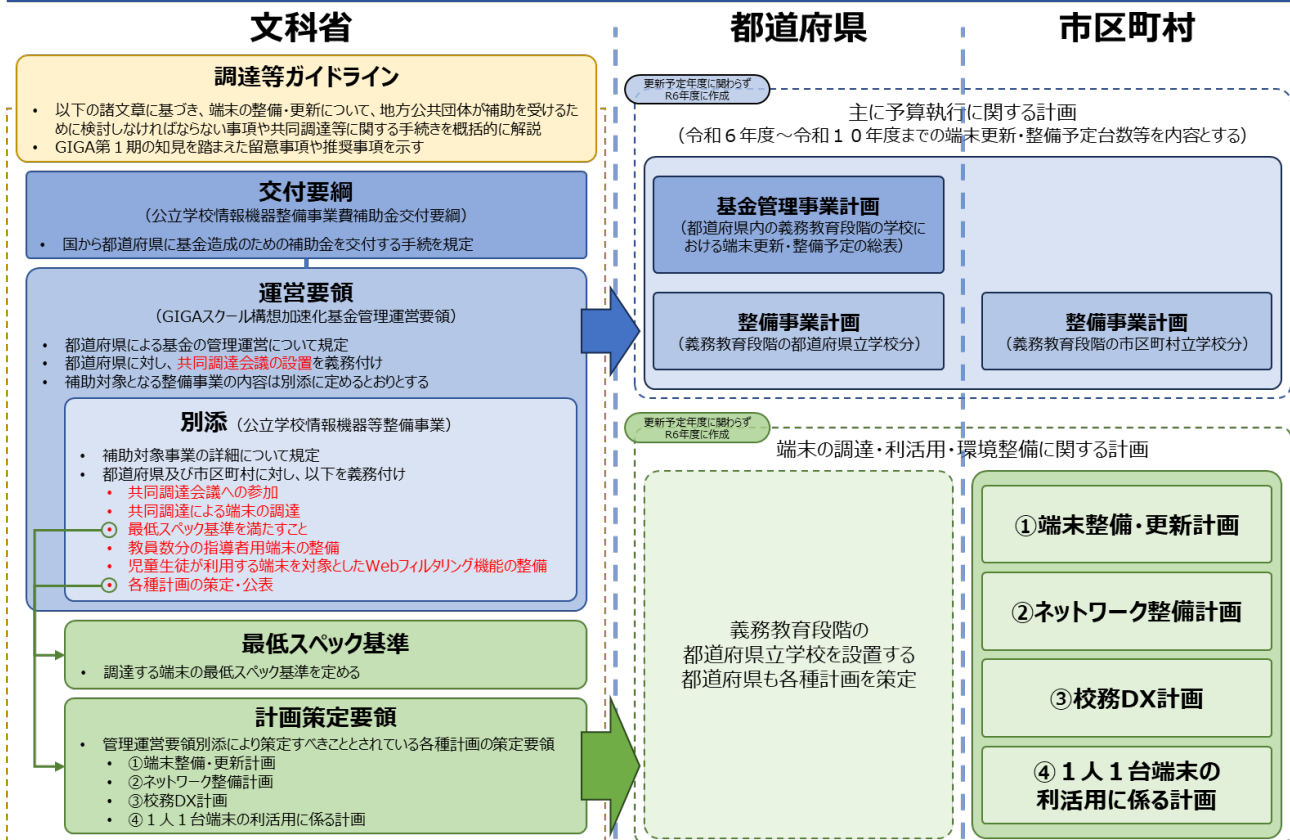 文科省
都道府県
市区町村
調達等ガイドライン
• 以下の諸文章に基づき、端末の整備・更新について、地方公共団体が補助を受けるた
めに検討しなければならない事項や共同調達等に関する手続きを概括的に解説
• GIGA第１期の知見を踏まえた留意事項や推奨事項を示す
交付要綱
（公立学校情報機器整備事業費補助金交付要綱）
• 国から都道府県に基金造成のための補助金を交付する手続を規定
運営要領
（GIGAスクール構想加速化基金管理運営要領）
• 都道府県による基金の管理運営について規定
• 都道府県に対し、共同調達会議の設置を義務付け
• 補助対象となる整備事業の内容は別添に定めるとおりとする
別添（公立学校情報機器等整備事業）
• 補助対象事業の詳細について規定
• 都道府県及び市区町村に対し、以下を義務付け
• 共同調達会議への参加
• 共同調達による端末の調達
• 最低スペック基準を満たすこと
• 教員数分の指導者用端末の整備
• 児童生徒が利用する端末を対象としたWebフィルタリング機能の整備
• 各種計画の策定・公表
最低スペック基準
• 調達する端末の最低スペック基準を定める
計画策定要領
• 管理運営要領別添により策定すべきこととされている各種計画の策定要領
• ①端末整備・更新計画
• ②ネットワーク整備計画
• ③校務DX計画
• ④１人１台端末の利活用に係る計画
更新予定年度に関わらず
R6年度に作成
主に予算執行に関する計画
（令和６年度～令和１０年度までの端末更新・整備予定台数等を内容とする）
基金管理事業計画
（都道府県内の義務教育段階の学校に
おける端末更新・整備予定の総表）
整備事業計画
（義務教育段階の都道府県立学校分）
整備事業計画
（義務教育段階の市区町村立学校分）
更新予定年度に関わらず
R6年度に作成
端末の調達・利活用・環境整備に関する計画
義務教育段階の
都道府県立学校を設置する
都道府県も各種計画を策定
①端末整備・更新計画
②ネットワーク整備計画
③校務DX計画
④１人１台端末の
利活用に係る計画